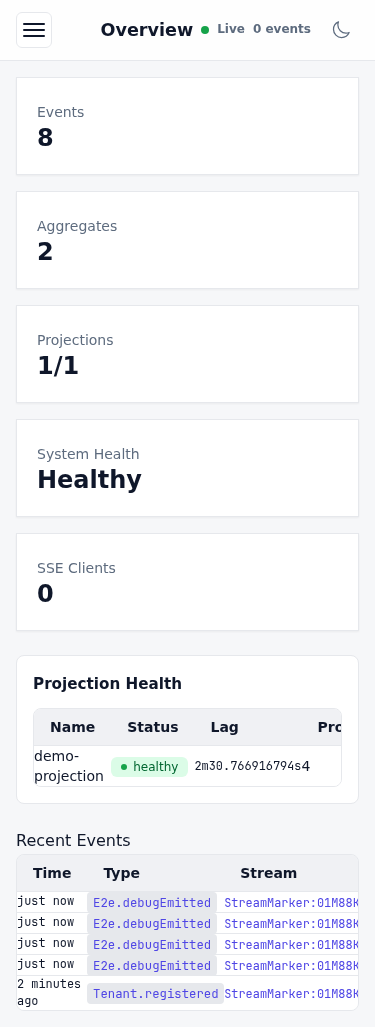 Overview Live 0 events
Events
8
Aggregates
2
Projections
1/1
System Health
Healthy
SSE Clients
0
Projection Health
Name Status Lag Pro
demo-projection healthy 2m30.766916794s 4
Recent Events
Time Type Stream
just now E2e.debugEmitted StreamMarker:01M88K
just now E2e.debugEmitted StreamMarker:01M88K
just now E2e.debugEmitted StreamMarker:01M88K
just now E2e.debugEmitted StreamMarker:01M88K
2 minutes ago Tenant.registered StreamMarker:01M88K